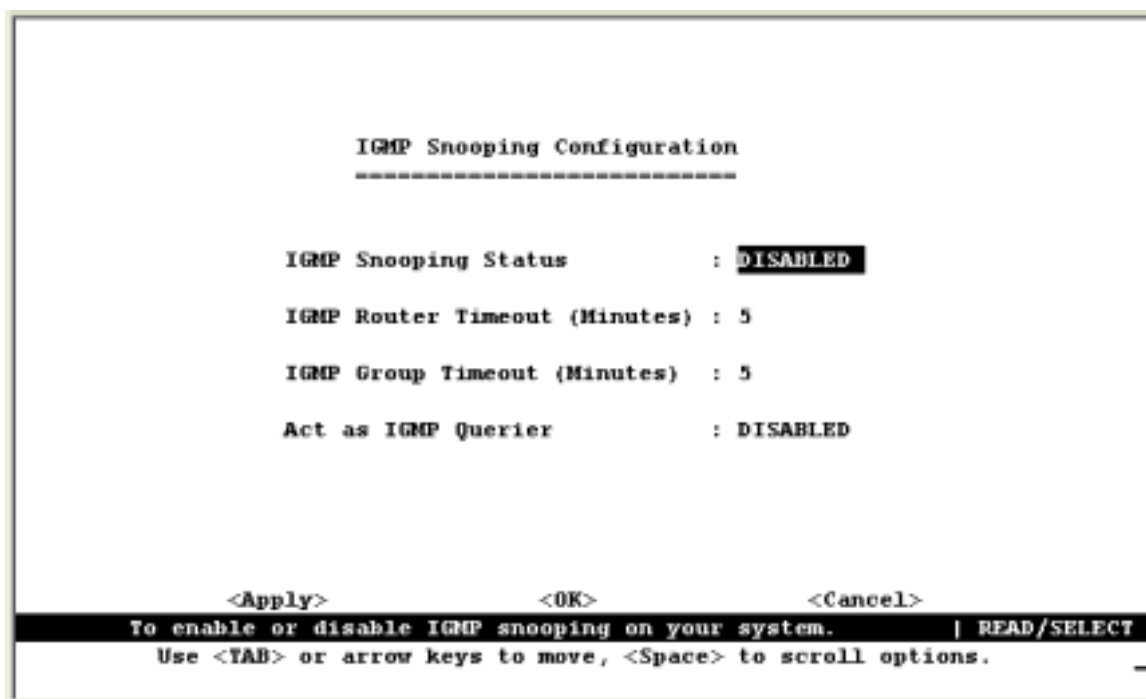 IGMP Snooping Configuration
===========================
IGMP Snooping Status : DISABLED
IGMP Router Timeout (Minutes) : 5
IGMP Group Timeout (Minutes) : 5
Act as IGMP Querier : DISABLED
<Apply> <OK> <Cancel>
To enable or disable IGMP snooping on your system. | READ/SELECT
Use <TAB> or arrow keys to move, <Space> to scroll options. _